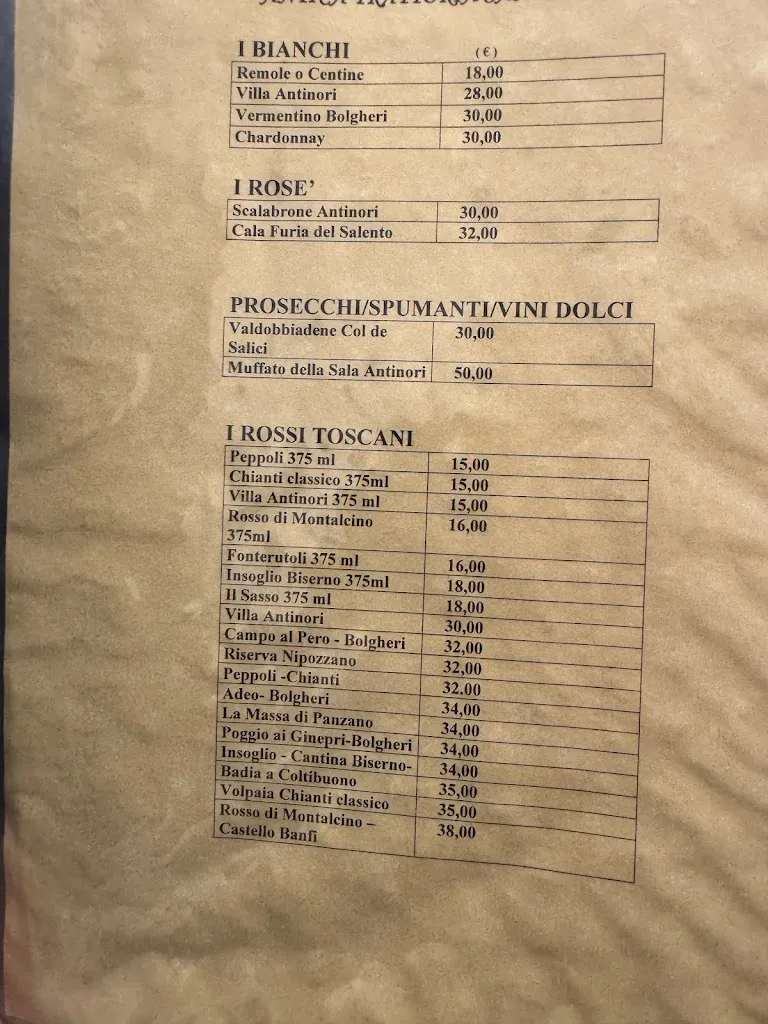 I BIANCHI (€)
Remole o Centine 18,00
Villa Antinori 28,00
Vermentino Bolgheri 30,00
Chardonnay 30,00
I ROSE’
Scalabrone Antinori 30,00
Cala Furia del Salento 32,00
PROSECCHI/SPUMANTI/VINI DOLCI
Valdobbiadene Col de 30,00
Salici
Muffato della Sala Antinori 50,00
I ROSSI TOSCANI
Peppoli 375 ml 15,00
Chianti classico 375ml 15,00
Villa Antinori 375 ml 15,00
Rosso di Montalcino 16,00
375ml
Fonterutoli 375 ml 16,00
Insoglio Biserno 375ml 18,00
Il Sasso 375 ml 18,00
Villa Antinori 30,00
Campo al Pero - Bolgheri 32,00
Riserva Nipozzano 32,00
Peppoli -Chianti 32.00
Adeo- Bolgheri 34,00
La Massa di Panzano 34,00
Poggio ai Ginepri-Bolgheri 34,00
Insoglio - Cantina Biserno- 34,00
Badia a Coltibuono 35,00
Volpaia Chianti classico 35,00
Rosso di Montalcino – 38,00
Castello Banfi